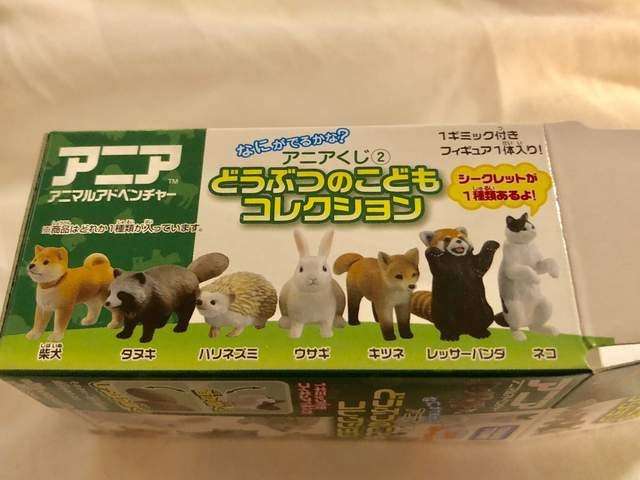 アニア
TM
アニマルアドベンチャー
※商品はどれか1種類が入っています。
なにがでるかな?
アニアくじ②
どうぶつのこども
コレクション
1ギミック付き
フィギュア1体入り!
シークレットが
1種類あるよ!
柴犬
タヌキ
ハリネズミ
ウサギ
キツネ
レッサーパンダ
ネコ
アニア